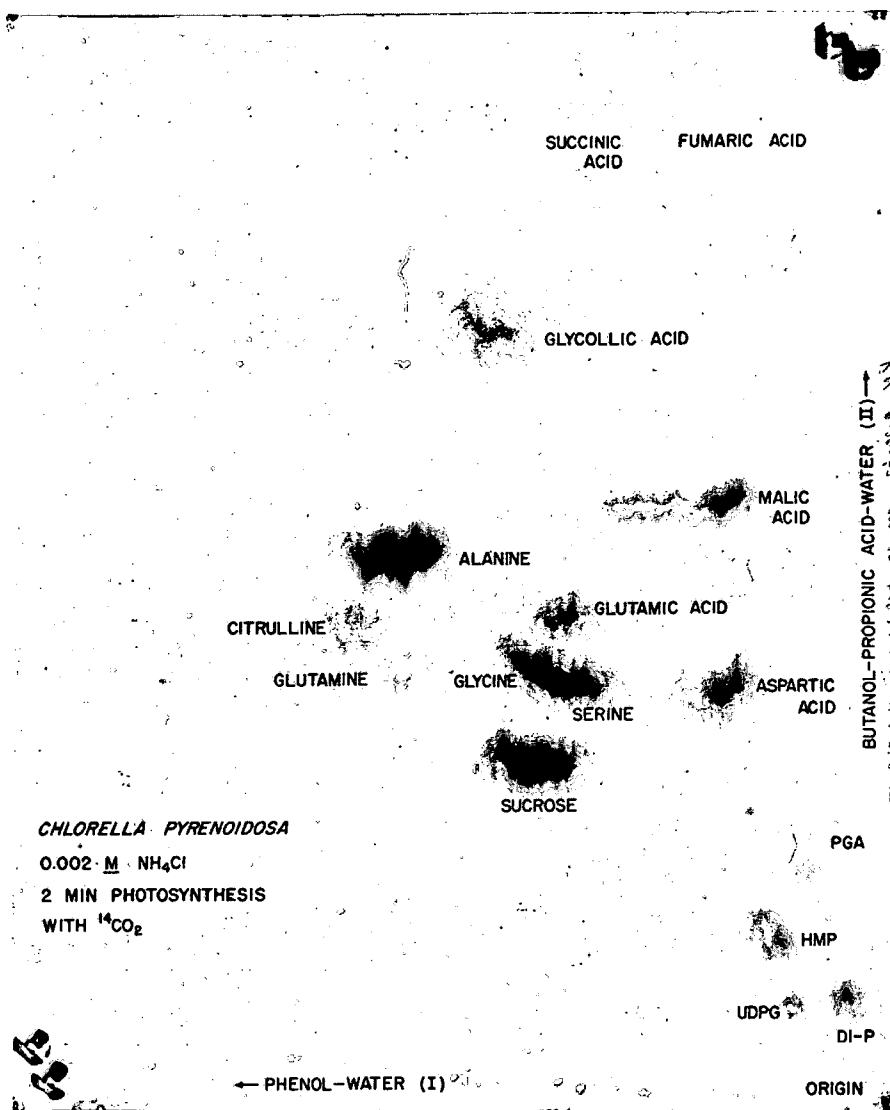 SUCCINIC
ACID
FUMARIC ACID
GLYCOLLIC ACID
BUTANOL-PROPIONIC ACID-WATER (II)→
MALIC
ACID
ALANINE
GLUTAMIC ACID
CITRULLINE
GLUTAMINE
GLYCINE
SERINE
ASPARTIC
ACID
SUCROSE
CHLORELLA PYRENOIDOSA
0.002 M NH₄Cl
2 MIN PHOTOSYNTHESIS
WITH ¹⁴CO₂
PGA
HMP
UDPG
DI-P
← PHENOL-WATER (I)
ORIGIN